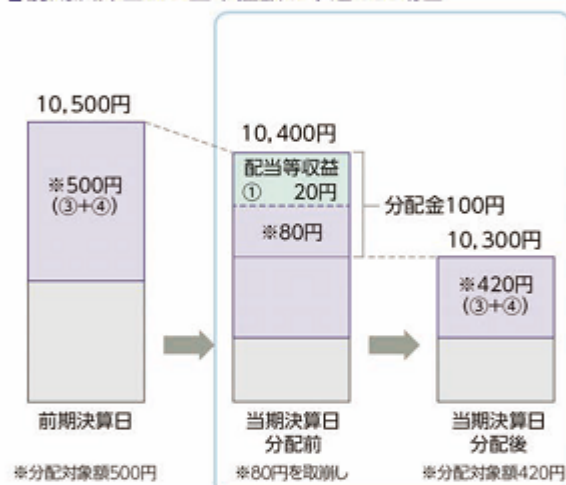 10,500円
※500円
(③+④)
前期決算日
※分配対象額500円
10,400円
配当等収益
① 20円
※80円
分配金100円
当期決算日
分配前
※80円を取崩し
10,300円
※420円
(③+④)
当期決算日
分配後
※分配対象額420円